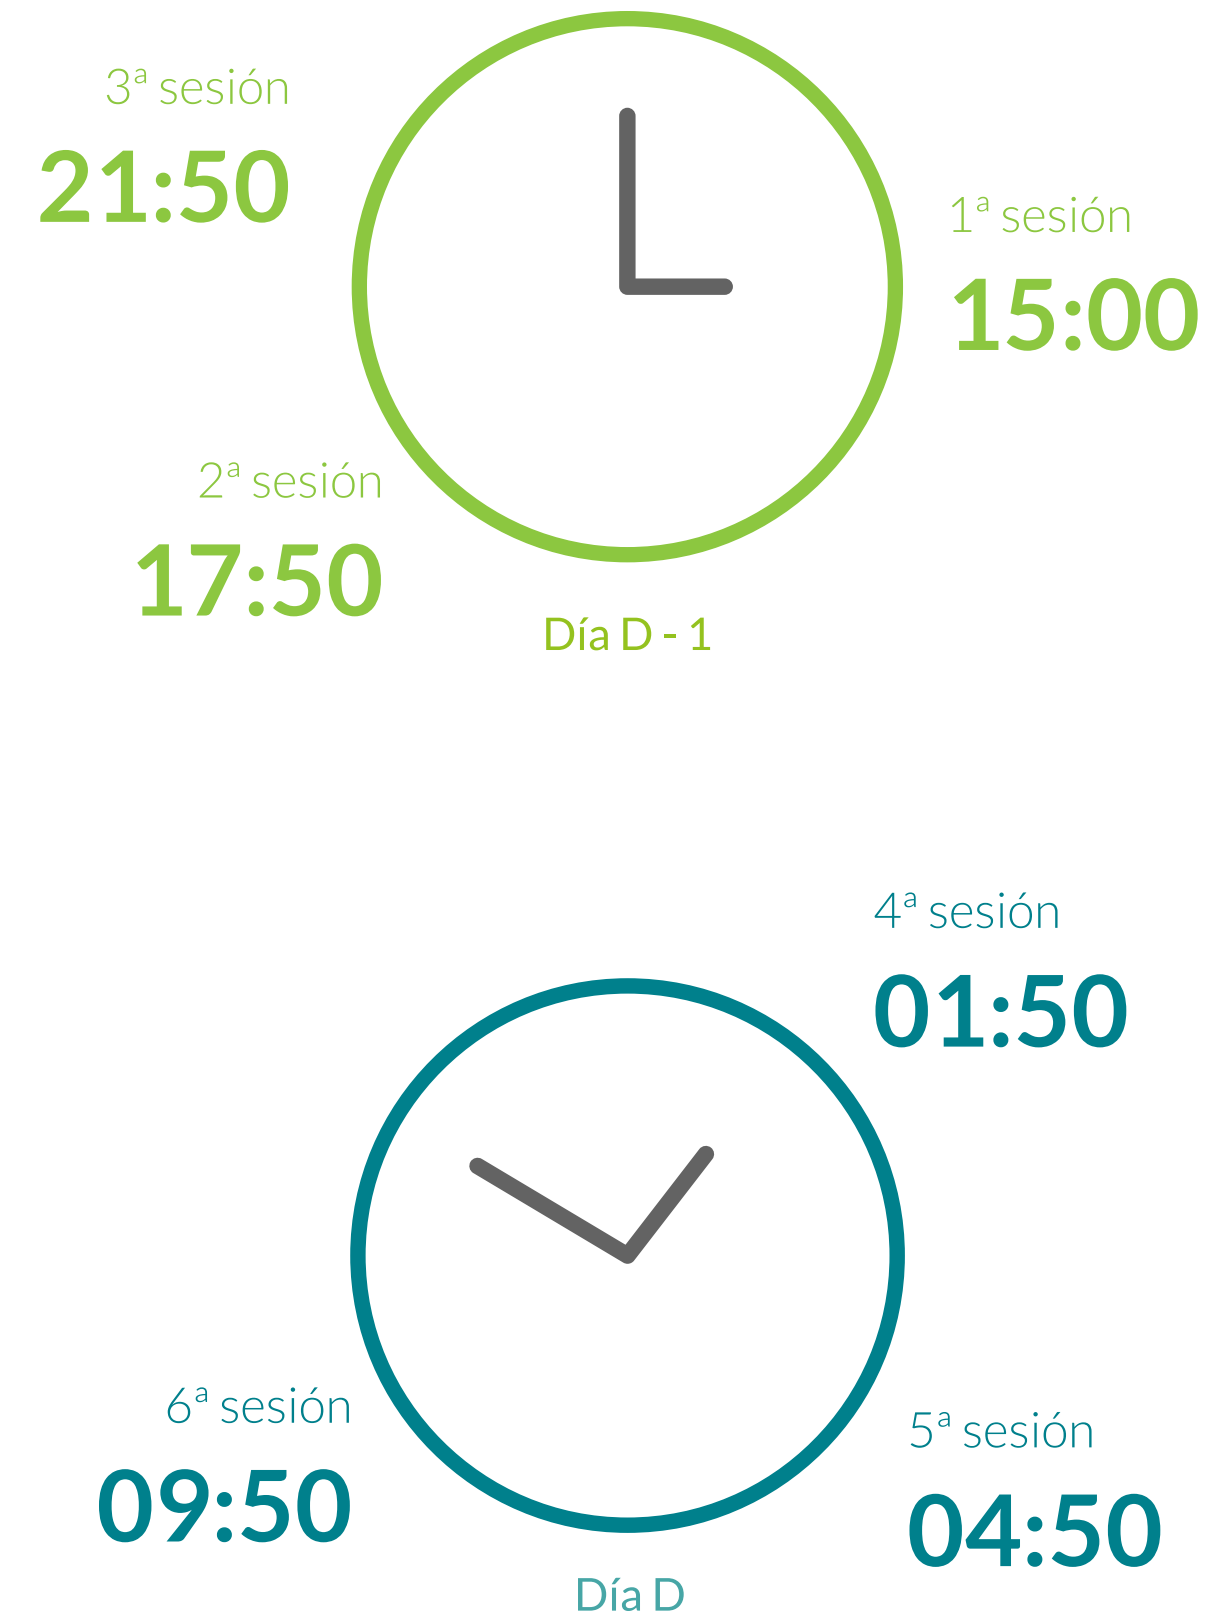 3ª sesión
21:50
1ª sesión
15:00
2ª sesión
17:50
Día D - 1
4ª sesión
01:50
6ª sesión
09:50
5ª sesión
04:50
Día D